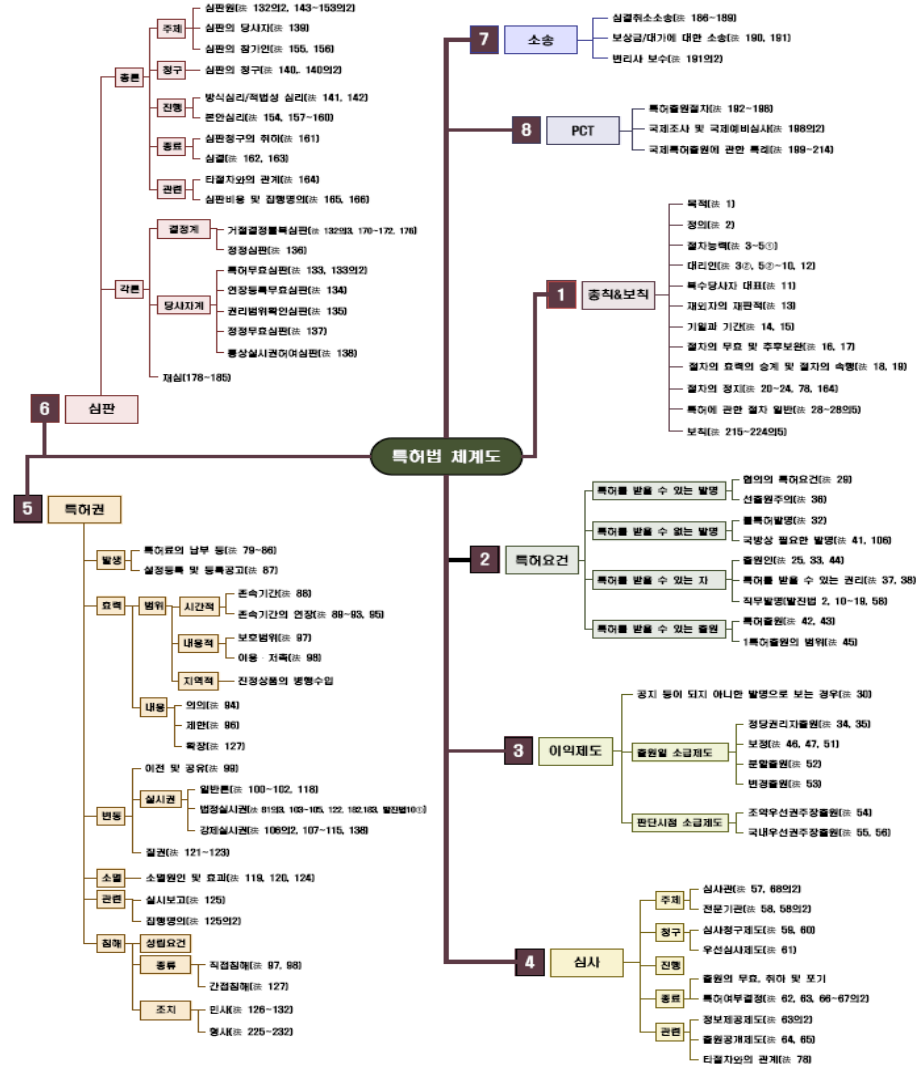 특허법 체계도
1 총칙&보칙
목적(法 1)
정의(法 2)
절차능력(法 3~5①)
대리인(法 3②, 5②~10, 12)
복수당사자 대표(法 11)
재외자의 재판적(法 13)
기일과 기간(法 14, 15)
절차의 무효 및 추후보완(法 16, 17)
절차의 효력의 승계 및 절차의 속행(法 18, 19)
절차의 정지(法 20~24, 78, 164)
특허에 관한 절차 일반(法 28~28의5)
보칙(法 215~224의5)
2 특허요건
특허를 받을 수 있는 발명
협의의 특허요건(法 29)
선출원주의(法 36)
특허를 받을 수 없는 발명
불특허발명(法 32)
국방상 필요한 발명(法 41, 106)
특허를 받을 수 있는 자
출원인(法 25, 33, 44)
특허를 받을 수 있는 권리(法 37, 38)
직무발명(발진법 2, 10~19, 58)
특허를 받을 수 있는 출원
특허출원(法 42, 43)
1특허출원의 범위(法 45)
3 이익제도
공지 등이 되지 아니한 발명으로 보는 경우(法 30)
출원일 소급제도
정당권리자출원(法 34, 35)
보정(法 46, 47, 51)
분할출원(法 52)
변경출원(法 53)
판단시점 소급제도
조약우선권주장출원(法 54)
국내우선권주장출원(法 55, 56)
4 심사
주체
심사관(法 57, 68의2)
전문기관(法 58, 58의2)
청구
심사청구제도(法 59, 60)
우선심사제도(法 61)
진행
종료
출원의 무효, 취하 및 포기
특허여부결정(法 62, 63, 66~67의2)
관련
정보제공제도(法 63의2)
출원공개제도(法 64, 65)
타절차와의 관계(法 78)
5 특허권
발생
특허료의 납부 등(法 79~86)
설정등록 및 등록공고(法 87)
효력
범위
시간적
존속기간(法 88)
존속기간의 연장(法 89~93, 95)
내용적
보호범위(法 97)
이용·저촉(法 98)
지역적
진정상품의 병행수입
내용
의의(法 94)
제한(法 96)
확장(法 127)
변동
이전 및 공유(法 99)
실시권
일반론(法 100~102, 118)
법정실시권(法 81의3, 103~105, 122, 182,183, 발진법10①)
강제실시권(法 106의2, 107~115, 138)
질권(法 121~123)
소멸
소멸원인 및 효과(法 119, 120, 124)
관련
실시보고(法 125)
집행명의(法 125의2)
침해
성립요건
종류
직접침해(法 97, 98)
간접침해(法 127)
조치
민사(法 126~132)
형사(法 225~232)
6 심판
총론
주체
심판원(法 132의2, 143~153의2)
심판의 당사자(法 139)
심판의 참가인(法 155, 156)
청구
심판의 청구(法 140,. 140의2)
진행
방식심리/적법성 심리(法 141, 142)
본안심리(法 154, 157~160)
종료
심판청구의 취하(法 161)
심결(法 162, 163)
관련
타절차와의 관계(法 164)
심판비용 및 집행명의(法 165, 166)
각론
결정계
거절결정불복심판(法 132의3, 170~172, 176)
정정심판(法 136)
당사자계
특허무효심판(法 133, 133의2)
연장등록무효심판(法 134)
권리범위확인심판(法 135)
정정무효심판(法 137)
통상실시권허여심판(法 138)
재심(178~185)
7 소송
심결취소소송(法 186~189)
보상금/대가에 대한 소송(法 190, 191)
변리사 보수(法 191의2)
8 PCT
특허출원절차(法 192~198)
국제조사 및 국제예비심사(法 198의2)
국제특허출원에 관한 특례(法 199~214)